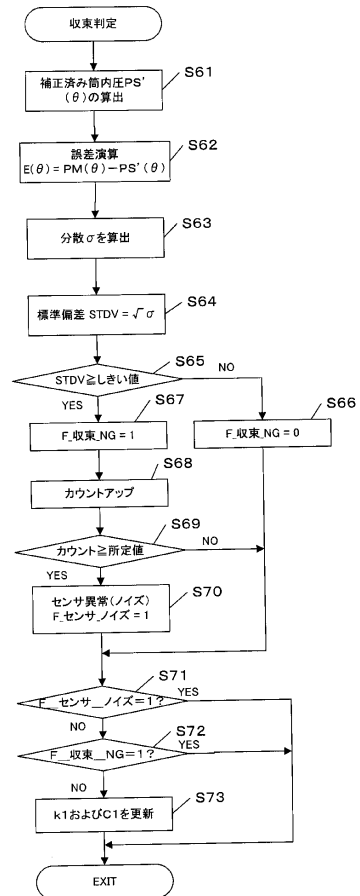 収束判定
補正済み筒内圧PS'
(θ)の算出
S61
誤差演算
E(θ)=PM(θ)-PS'(θ)
S62
分散σを算出
S63
標準偏差 STDV=√σ
S64
STDV≧しきい値
S65
NO
YES
F_収束_NG=1
S67
F_収束_NG=0
S66
カウントアップ
S68
カウント≧所定値
S69
NO
YES
センサ異常(ノイズ)
F_センサ_ノイズ=1
S70
F_センサ_ノイズ=1?
S71
YES
NO
F_収束_NG=1?
S72
YES
NO
k1およびC1を更新
S73
EXIT